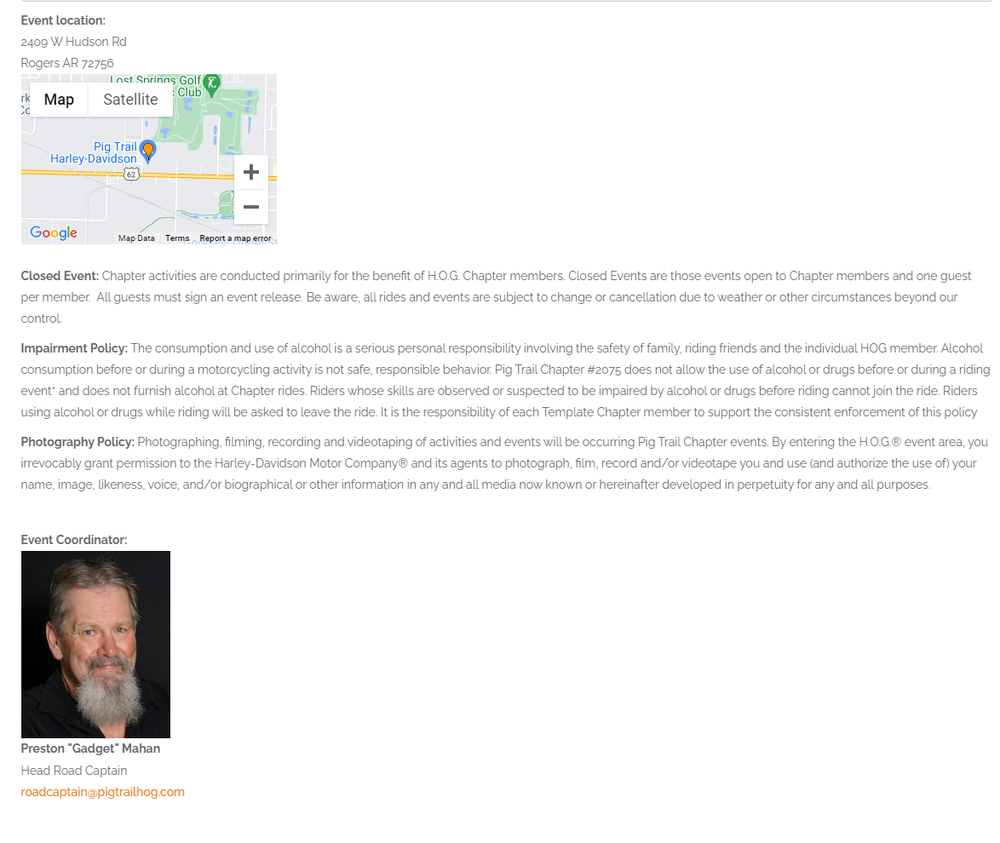 Event location:
2409 W Hudson Rd
Rogers AR 72756
Lost Springs Golf
Club
Map
Satellite
Pig Trail
Harley-Davidson
62
Google
Map Data
Terms
Report a map error
Closed Event: Chapter activities are conducted primarily for the benefit of H.O.G. Chapter members. Closed Events are those events open to Chapter members and one guest
per member.  All guests must sign an event release. Be aware, all rides and events are subject to change or cancellation due to weather or other circumstances beyond our
control.
Impairment Policy: The consumption and use of alcohol is a serious personal responsibility involving the safety of family, riding friends and the individual HOG member. Alcohol
consumption before or during a motorcycling activity is not safe, responsible behavior. Pig Trail Chapter #2075 does not allow the use of alcohol or drugs before or during a riding
event* and does not furnish alcohol at Chapter rides. Riders whose skills are observed or suspected to be impaired by alcohol or drugs before riding cannot join the ride. Riders
using alcohol or drugs while riding will be asked to leave the ride. It is the responsibility of each Template Chapter member to support the consistent enforcement of this policy
Photography Policy: Photographing, filming, recording and videotaping of activities and events will be occurring Pig Trail Chapter events. By entering the H.O.G.® event area, you
irrevocably grant permission to the Harley-Davidson Motor Company® and its agents to photograph, film, record and/or videotape you and use (and authorize the use of) your
name, image, likeness, voice, and/or biographical or other information in any and all media now known or hereinafter developed in perpetuity for any and all purposes.
Event Coordinator:
Preston "Gadget" Mahan
Head Road Captain
roadcaptain@pigtrailhog.com